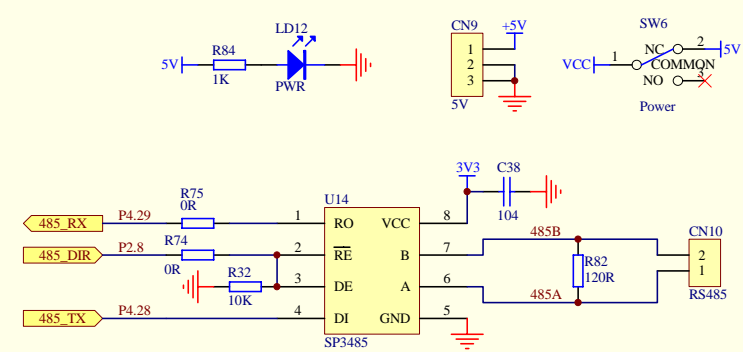 LD12
R84
5V
1K
PWR
CN9
+5V
1
2
3
5V
SW6
NC
2
5V
VCC
1
COMMON
NO
3
Power
3V3
C38
104
U14
R75
0R
485_RX
P4.29
1
RO
VCC
8
R74
485_DIR
P2.8
0R
2
RE
B
7
485B
CN10
2
1
RS485
R32
10K
3
DE
A
6
485A
R82
120R
485_TX
P4.28
4
DI
GND
5
SP3485